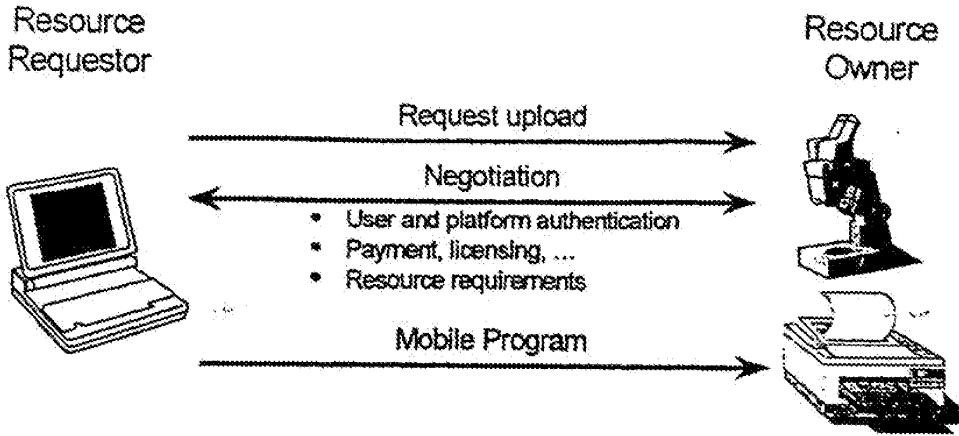 Resource
Requestor
Resource
Owner
Request upload
Negotiation
• User and platform authentication
• Payment, licensing, ...
• Resource requirements
Mobile Program